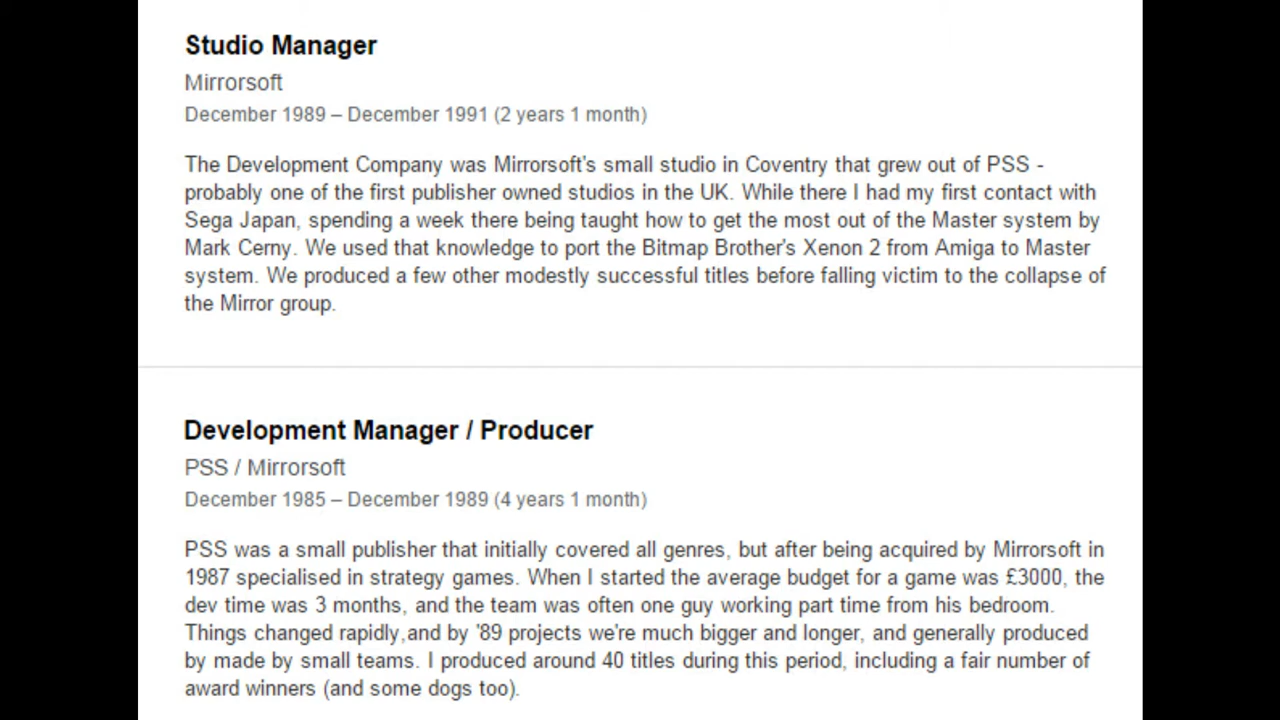 Studio Manager
Mirrorsoft
December 1989 – December 1991 (2 years 1 month)
The Development Company was Mirrorsoft's small studio in Coventry that grew out of PSS -
probably one of the first publisher owned studios in the UK. While there I had my first contact with
Sega Japan, spending a week there being taught how to get the most out of the Master system by
Mark Cerny. We used that knowledge to port the Bitmap Brother's Xenon 2 from Amiga to Master
system. We produced a few other modestly successful titles before falling victim to the collapse of
the Mirror group.
Development Manager / Producer
PSS / Mirrorsoft
December 1985 – December 1989 (4 years 1 month)
PSS was a small publisher that initially covered all genres, but after being acquired by Mirrorsoft in
1987 specialised in strategy games. When I started the average budget for a game was £3000, the
dev time was 3 months, and the team was often one guy working part time from his bedroom.
Things changed rapidly,and by '89 projects we're much bigger and longer, and generally produced
by made by small teams. I produced around 40 titles during this period, including a fair number of
award winners (and some dogs too).